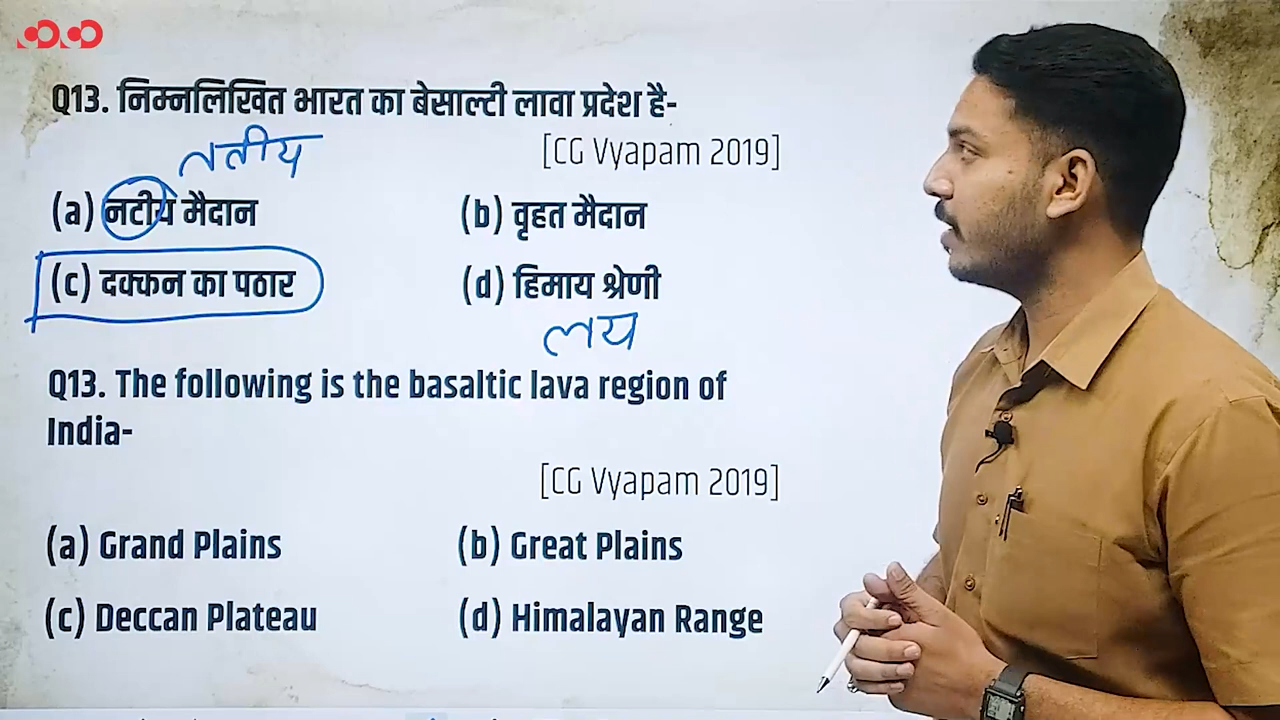 Q13. निम्नलिखित भारत का बेसाल्टी लावा प्रदेश है-
[CG Vyapam 2019]
ततीय
(a) नटीय मैदान (b) वृहत मैदान
(c) दक्कन का पठार (d) हिमाय श्रेणी
लय
Q13. The following is the basaltic lava region of
India-
[CG Vyapam 2019]
(a) Grand Plains (b) Great Plains
(c) Deccan Plateau (d) Himalayan Range